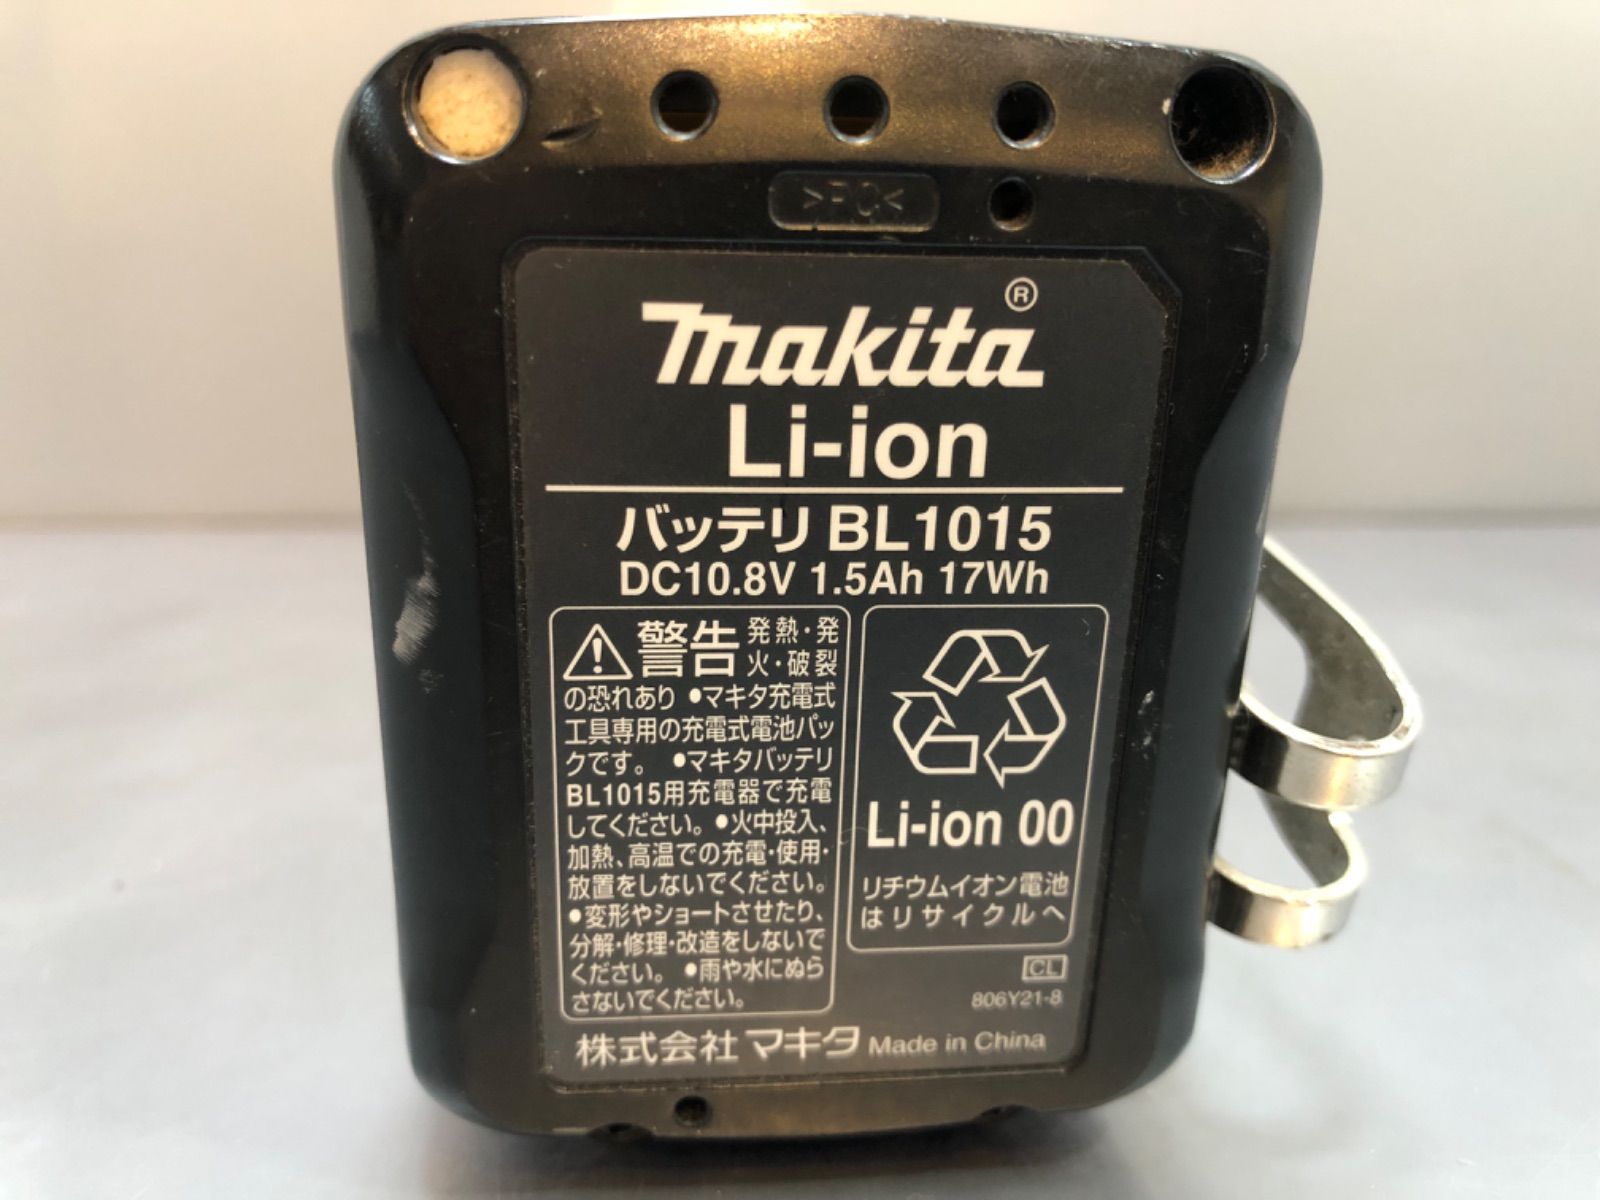 >PC<
makita®
Li-ion
バッテリ BL1015
DC10.8V 1.5Ah 17Wh
警告 発熱・発
火・破裂
の恐れあり ●マキタ充電式
工具専用の充電式電池パッ
クです。 ●マキタバッテリ
BL1015用充電器で充電
してください。●火中投入、
加熱、高温での充電・使用・
放置をしないでください。
●変形やショートさせたり、
分解・修理・改造をしないで
ください。 ●雨や水にぬら
さないでください。
Li-ion 00
リチウムイオン電池
はリサイクルへ
CL
806Y21-8
株式会社 マキタ Made in China